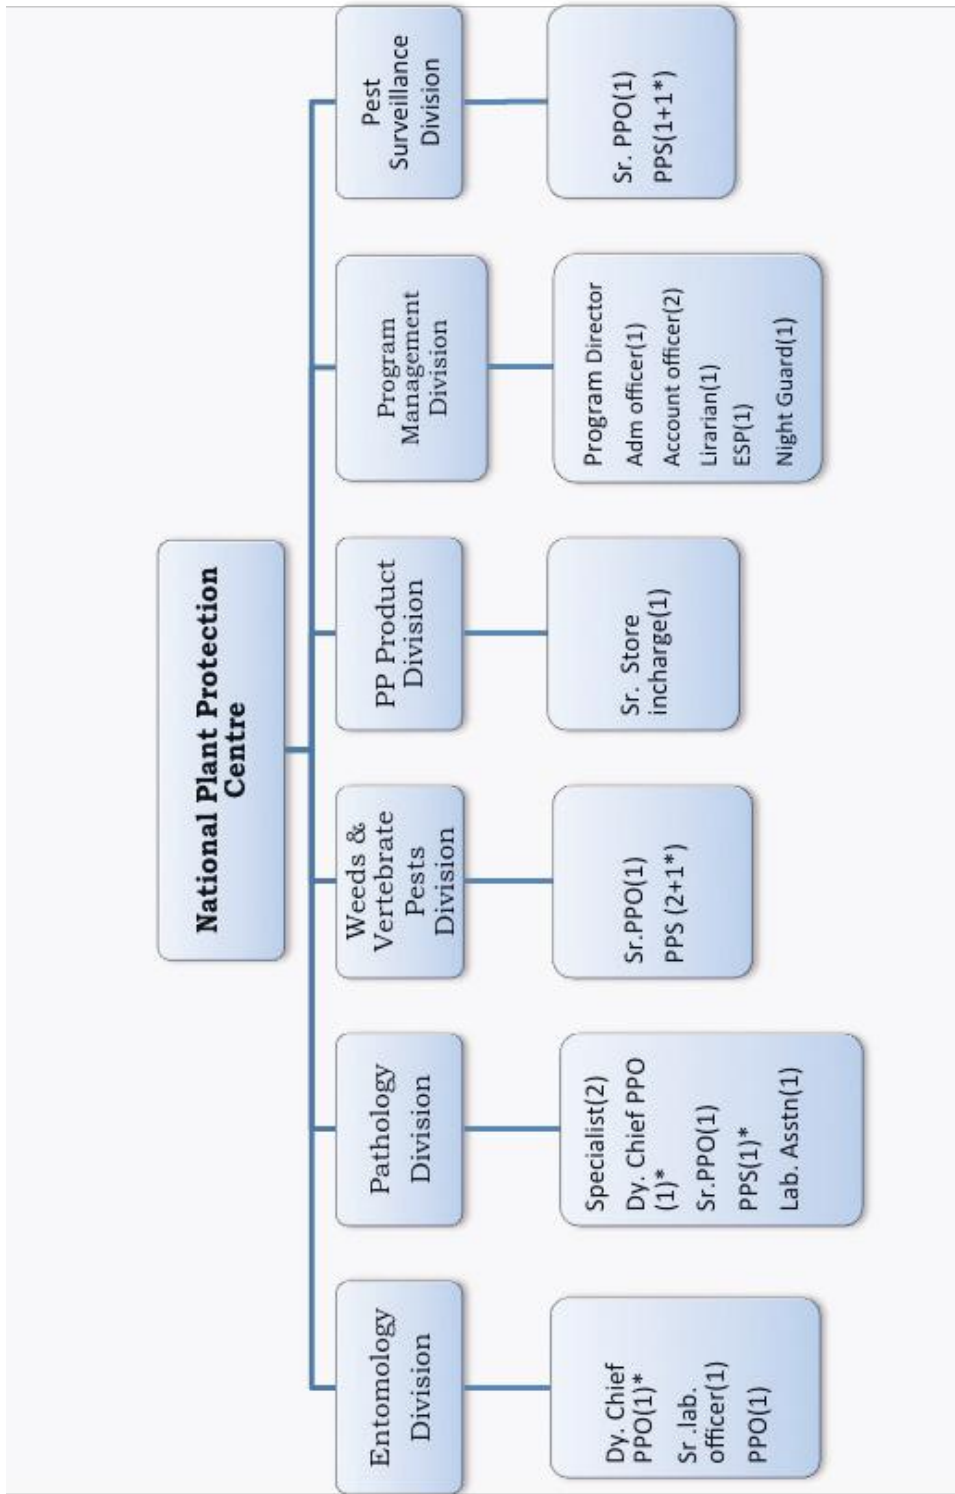 National Plant Protection
Centre
Entomology
Division
Pathology
Division
Weeds &
Vertebrate
Pests
Division
PP Product
Division
Program
Management
Division
Pest
Surveillance
Division
Dy. Chief
PPO(1)*
Sr .lab.
officer(1)
PPO(1)
Specialist(2)
Dy. Chief PPO
(1)*
Sr.PPO(1)
PPS(1)*
Lab. Asstn(1)
Sr.PPO(1)
PPS (2+1*)
Sr.  Store
incharge(1)
Program Director
Adm officer(1)
Account officer(2)
Lirarian(1)
ESP(1)
Night Guard(1)
Sr. PPO(1)
PPS(1+1*)